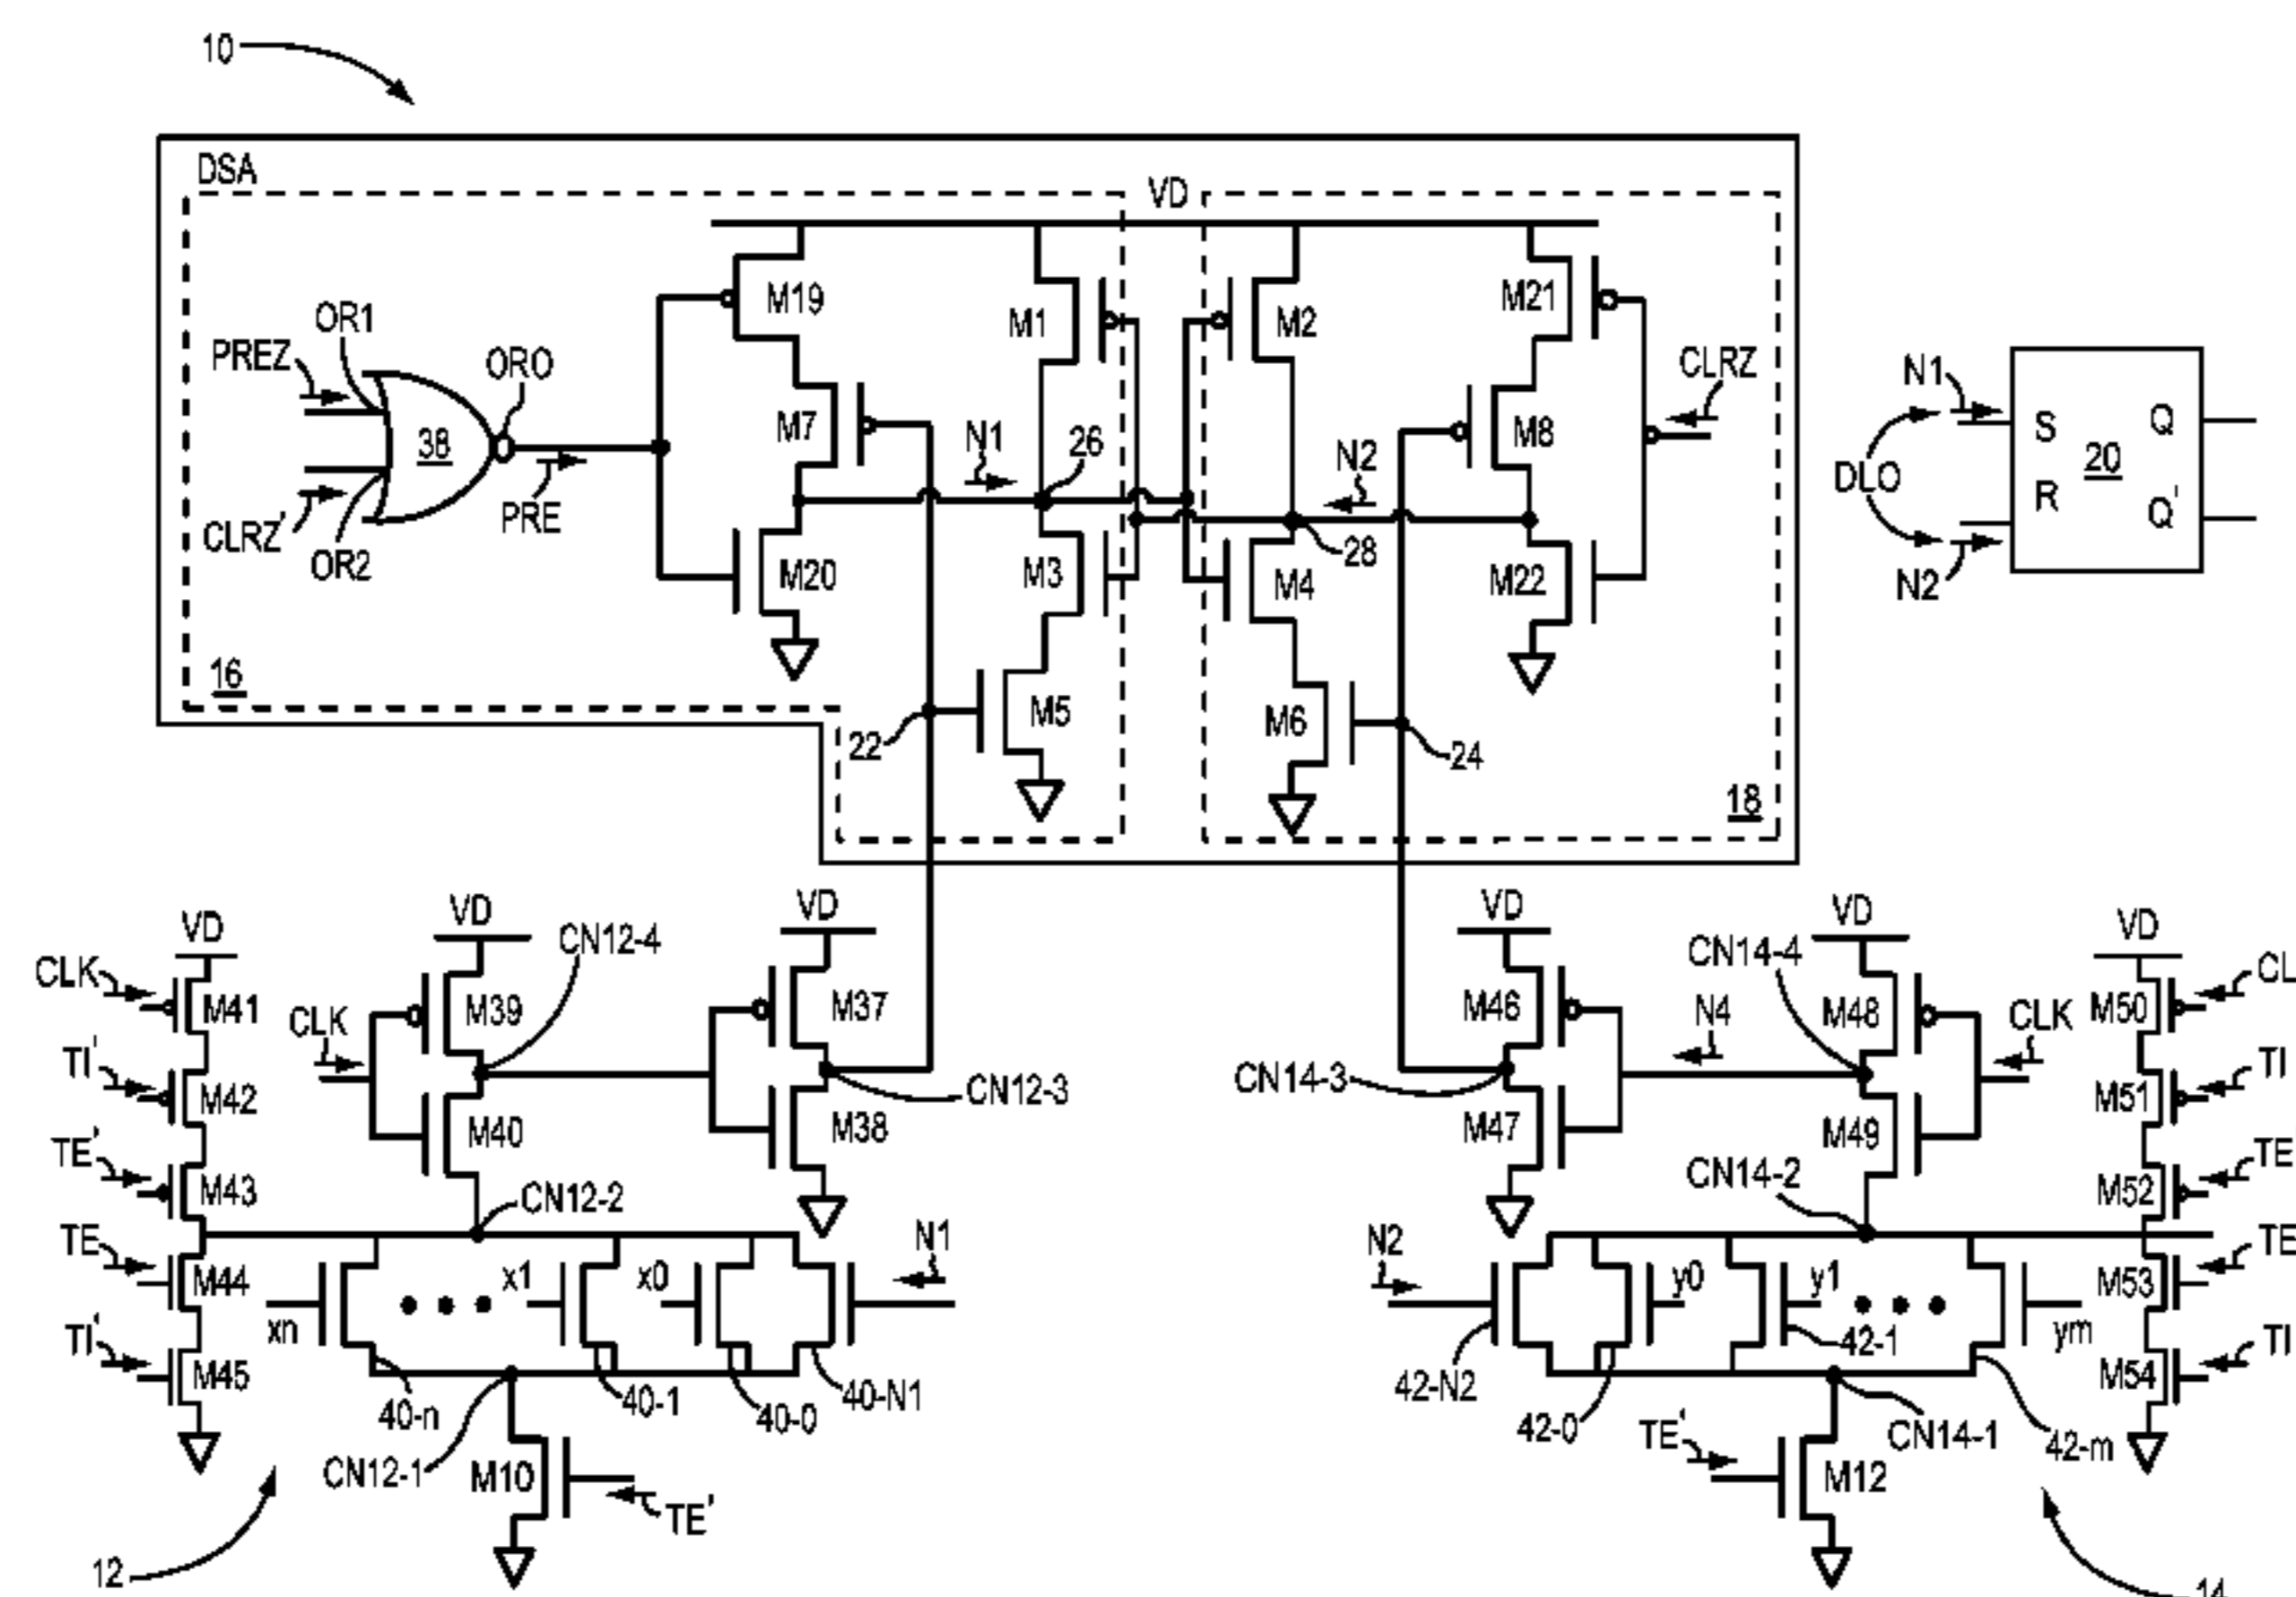 10
DSA
VD
M19
M1
M2
M21
OR1
PREZ
ORO
CLRZ
N1
38
M7
N1
26
N2
M8
S
Q
DLO
20
PRE
R
Q'
CLRZ'
OR2
M20
M3
M4
28
M22
N2
16
22
M5
M6
24
18
VD
VD
CN12-4
VD
VD
CN14-4
VD
VD
CLK
M41
CLK
M39
M37
M46
N4
M48
CLK
M50
TI'
M42
CN12-3
CN14-3
M51
TI
M40
M38
M47
M49
TE'
M43
CN12-2
CN14-2
M52
TE
TE
M44
x1
x0
N1
N2
y0
y1
M53
TE
xn
ym
TI'
M45
42-1
M54
TI
40-n
40-1
40-0
40-N1
42-N2
42-0
CN12-1
M10
TE'
TE'
M12
CN14-1
42-m
12
14